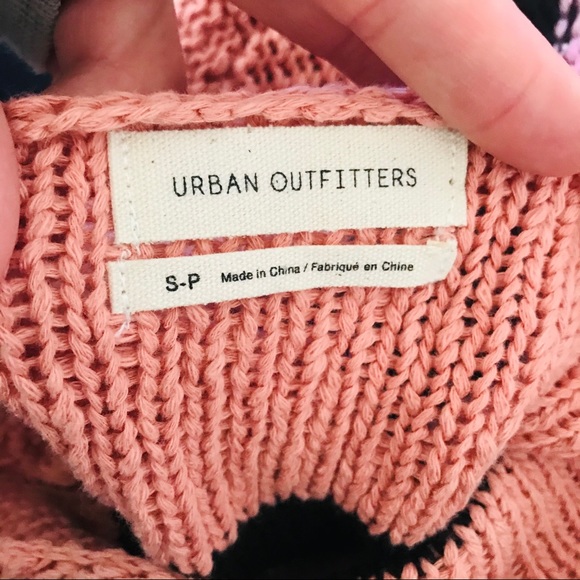 URBAN OUTFITTERS
S-P Made in China / Fabriqué en Chine